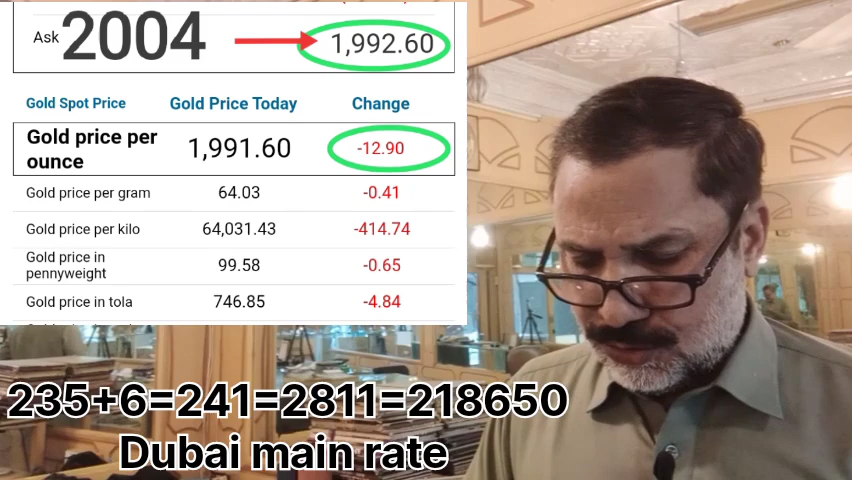 Ask 2004 1,992.60
Gold Spot Price Gold Price Today Change
Gold price per ounce 1,991.60 -12.90
Gold price per gram 64.03 -0.41
Gold price per kilo 64,031.43 -414.74
Gold price in pennyweight 99.58 -0.65
Gold price in tola 746.85 -4.84
235+6=241=2811=218650
Dubai main rate